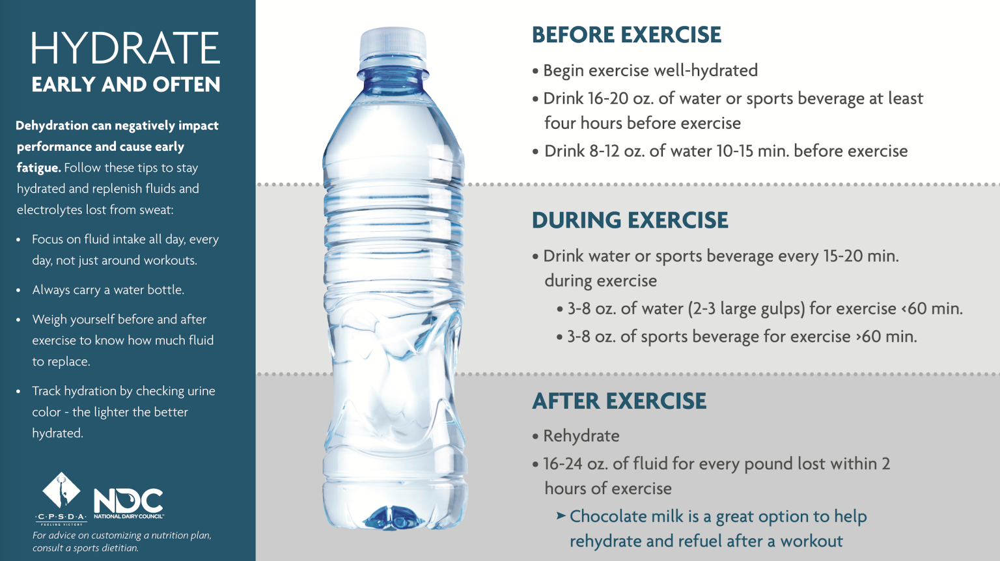 HYDRATE
EARLY AND OFTEN
Dehydration can negatively impact
performance and cause early
fatigue. Follow these tips to stay
hydrated and replenish fluids and
electrolytes lost from sweat:
• Focus on fluid intake all day, every
day, not just around workouts.
• Always carry a water bottle.
• Weigh yourself before and after
exercise to know how much fluid
to replace.
• Track hydration by checking urine
color - the lighter the better
hydrated.
·C·P·S·D·A·
FUELING VICTORY
NDC
NATIONAL DAIRY COUNCIL™
For advice on customizing a nutrition plan,
consult a sports dietitian.
BEFORE EXERCISE
• Begin exercise well-hydrated
• Drink 16-20 oz. of water or sports beverage at least
four hours before exercise
• Drink 8-12 oz. of water 10-15 min. before exercise
DURING EXERCISE
• Drink water or sports beverage every 15-20 min.
during exercise
• 3-8 oz. of water (2-3 large gulps) for exercise <60 min.
• 3-8 oz. of sports beverage for exercise >60 min.
AFTER EXERCISE
• Rehydrate
• 16-24 oz. of fluid for every pound lost within 2
hours of exercise
➤ Chocolate milk is a great option to help
rehydrate and refuel after a workout